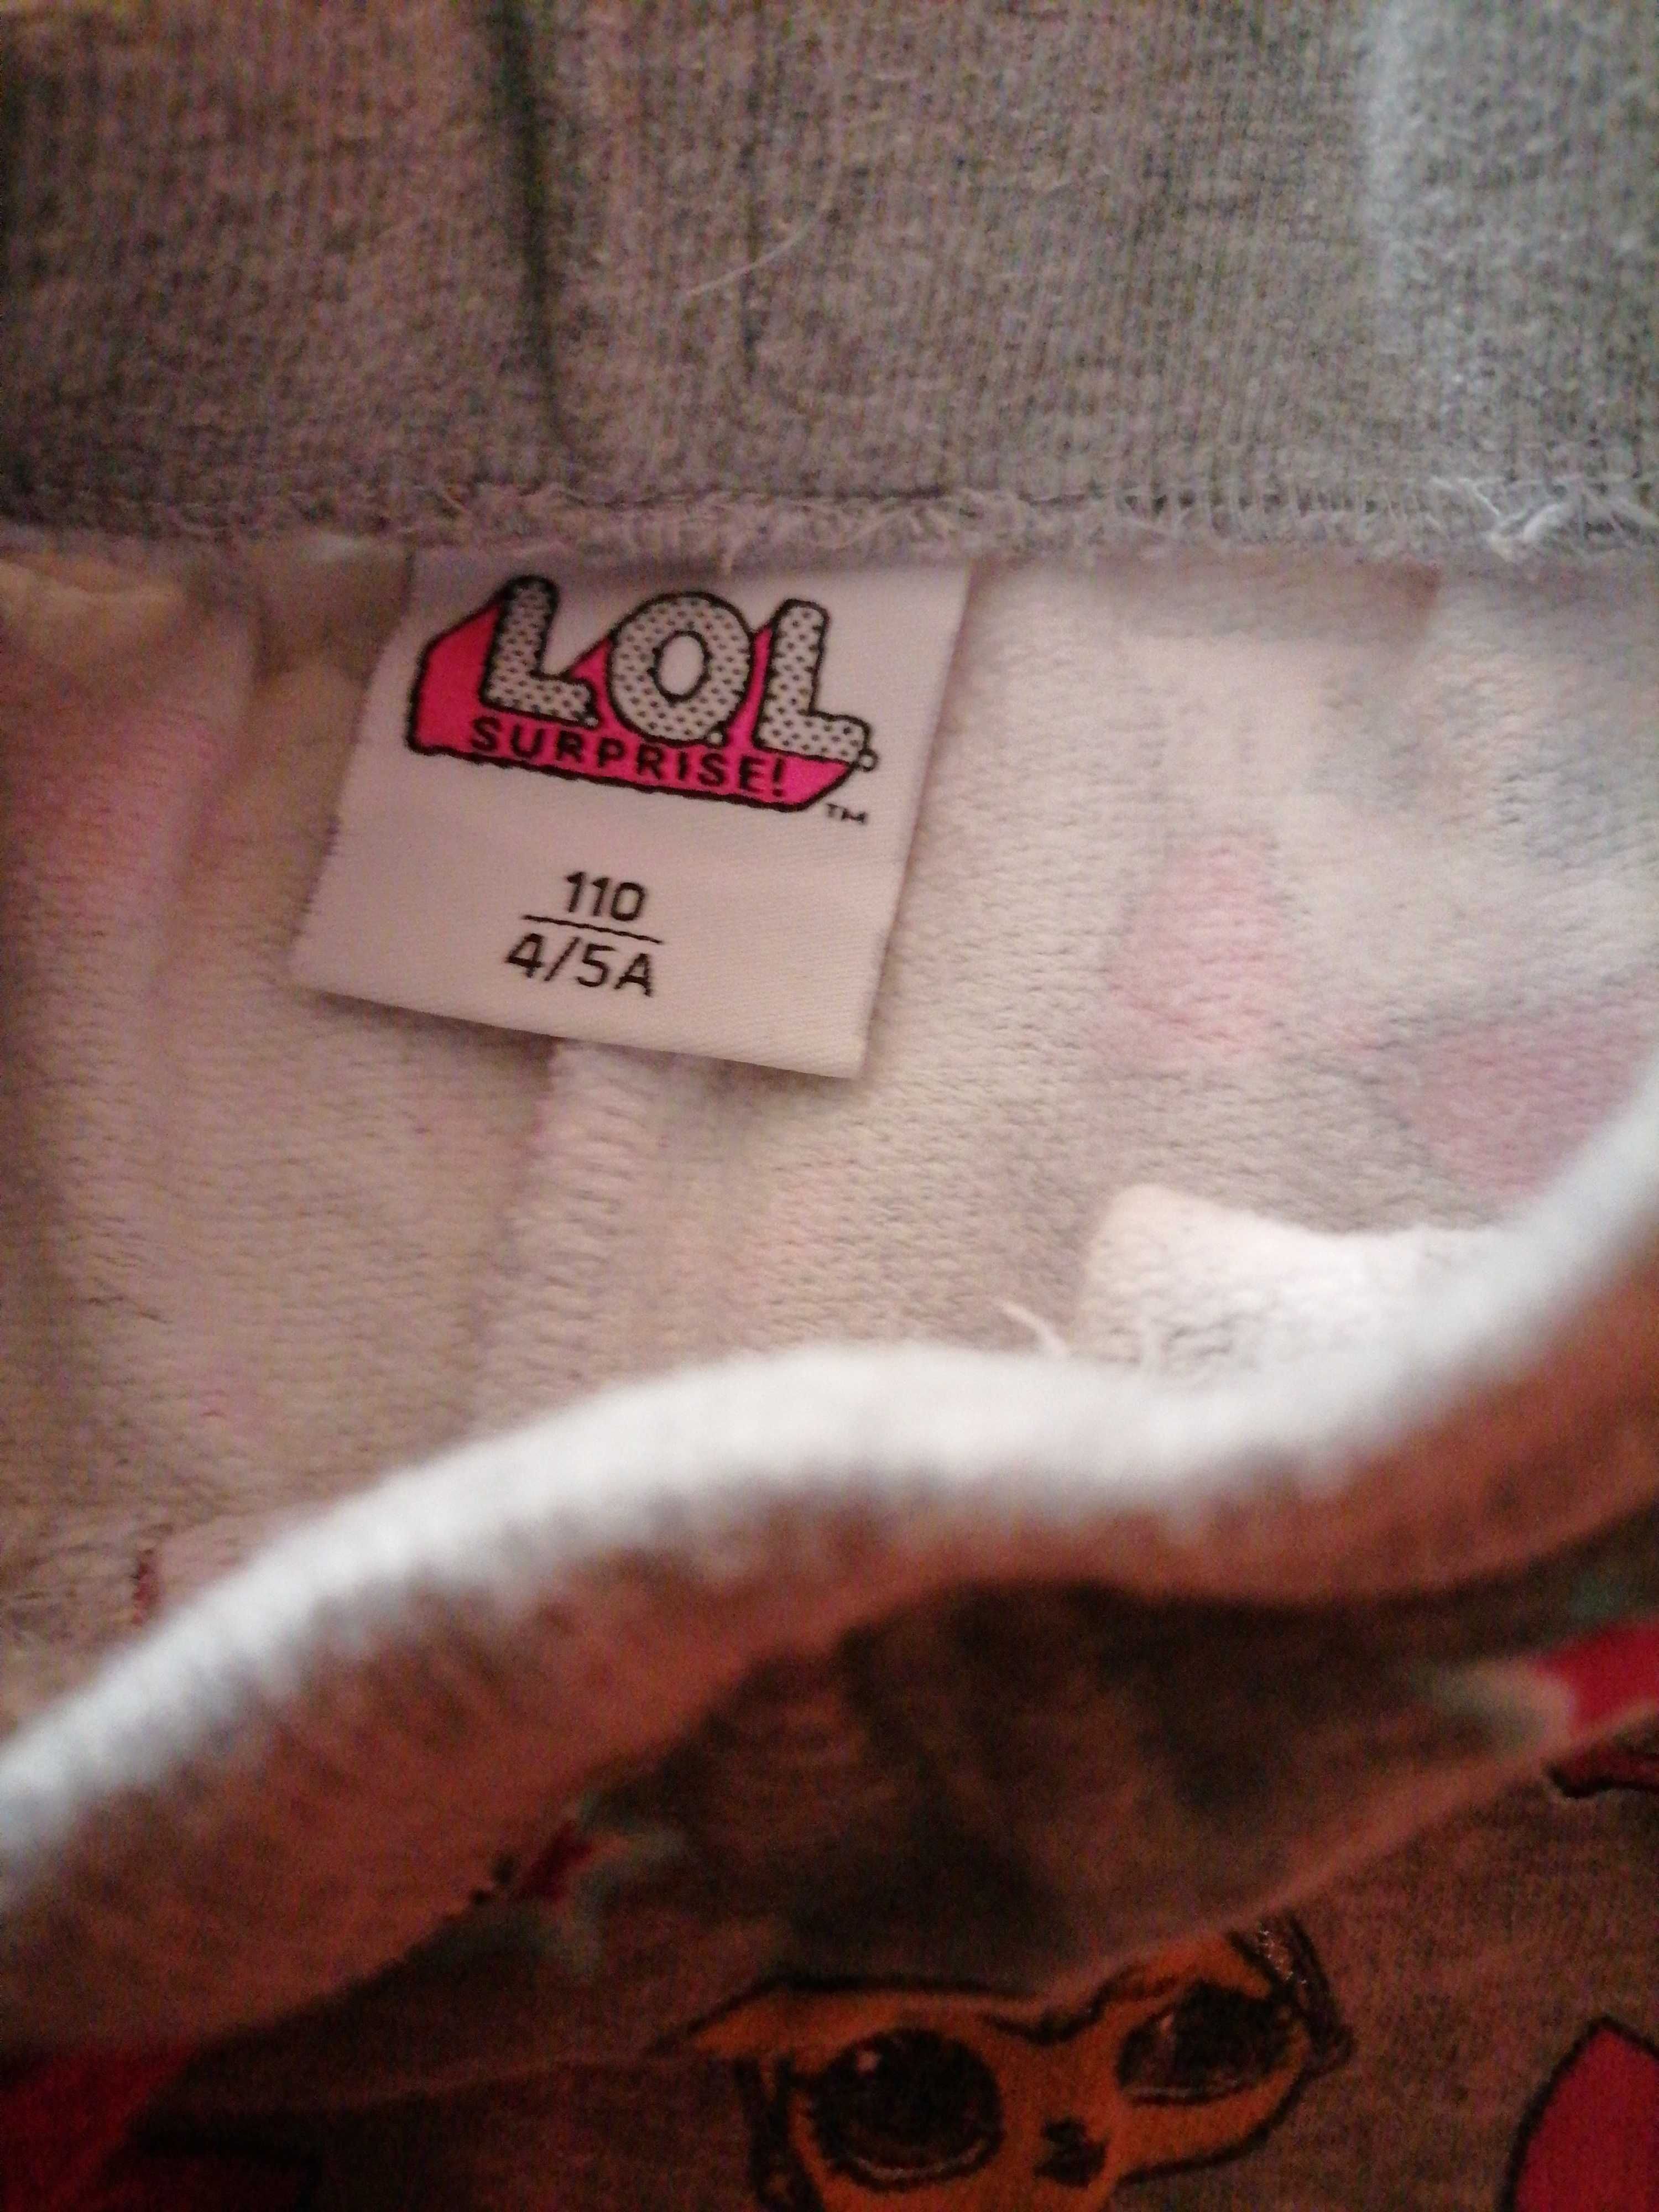 L.O.L.
SURPRISE!
™
110
4/5A